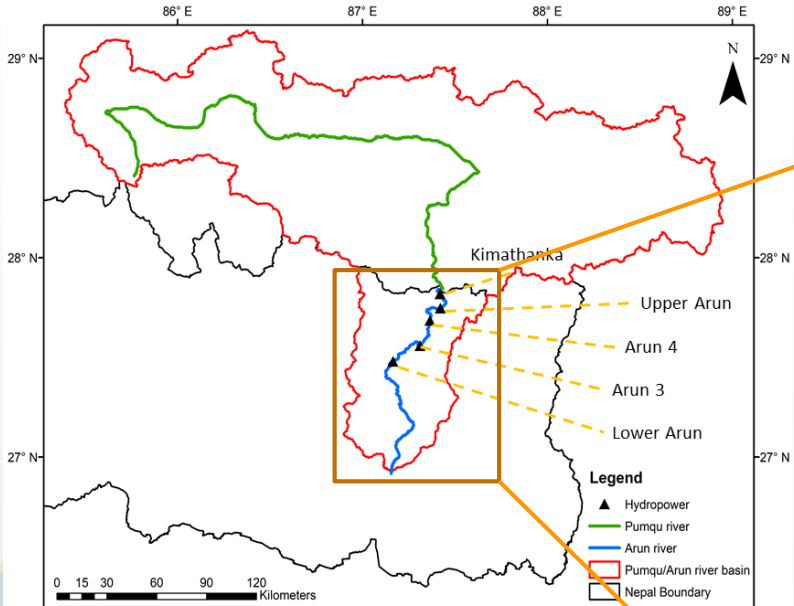 86° E
87° E
88° E
89° E
29° N
29° N
N
28° N
28° N
Kimathanka
Upper Arun
Arun 4
Arun 3
Lower Arun
27° N
27° N
Legend
Hydropower
Pumqu river
Arun river
Pumqu/Arun river basin
Nepal Boundary
0 15 30 60 90 120
Kilometers